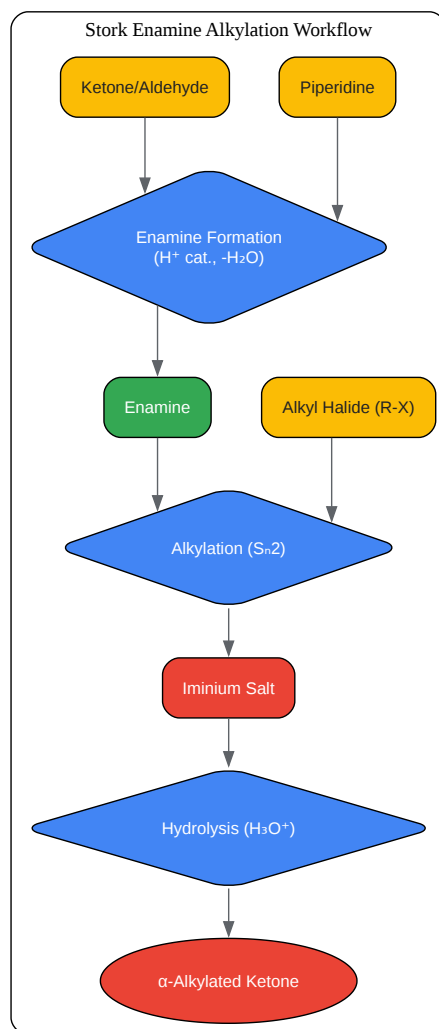 Stork Enamine Alkylation Workflow
Ketone/Aldehyde
Piperidine
Enamine Formation
(H⁺ cat., -H₂O)
Enamine
Alkyl Halide (R-X)
Alkylation (Sₙ2)
Iminium Salt
Hydrolysis (H₃O⁺)
α-Alkylated Ketone